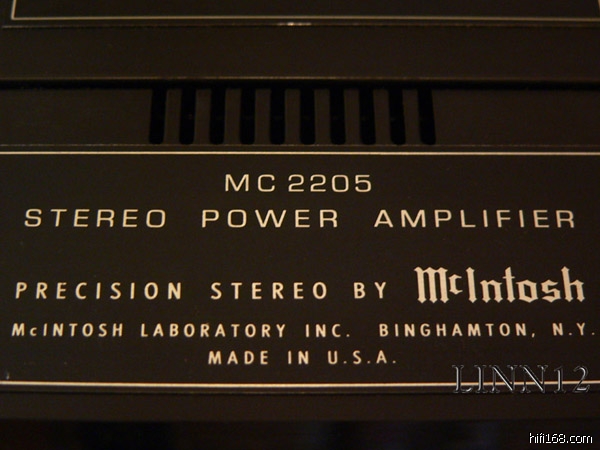 MC 2205
STEREO POWER AMPLIFIER
PRECISION STEREO BY McIntosh
McINTOSH LABORATORY INC. BINGHAMTON, N.Y.
MADE IN U.S.A.
LINN12
hifi168.com